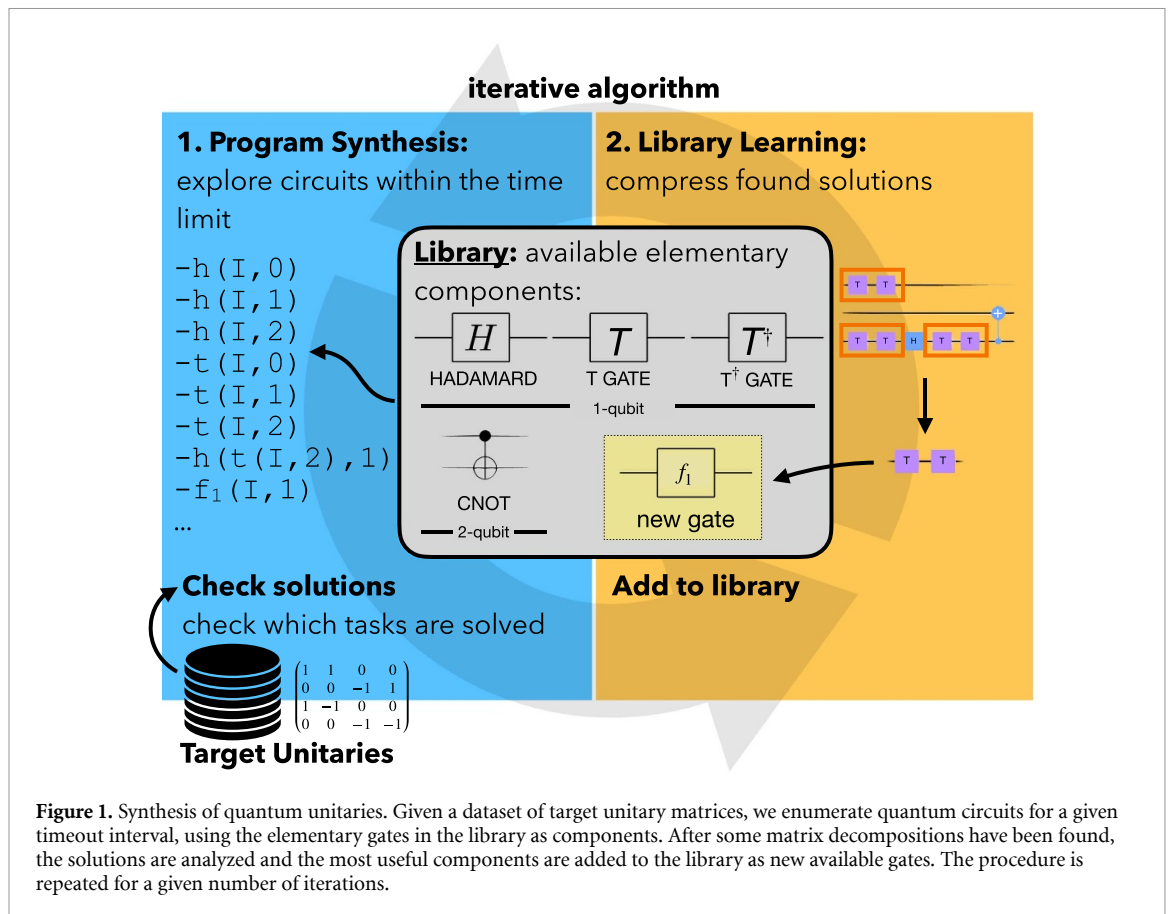 iterative algorithm
1. Program Synthesis:
explore circuits within the time
limit
-h(I,0)
-h(I,1)
-h(I,2)
-t(I,0)
-t(I,1)
-t(I,2)
-h(t(I,2),1)
-f₁(I,1)
...
Check solutions
check which tasks are solved
1 1 0 0
0 0 −1 1
1 −1 0 0
0 0 −1 −1
Target Unitaries
Library: available elementary
components:
H T T†
HADAMARD T GATE T† GATE
1-qubit
f₁
CNOT new gate
2-qubit
2. Library Learning:
compress found solutions
T T
T T H T T
T T
Add to library
Figure 1. Synthesis of quantum unitaries. Given a dataset of target unitary matrices, we enumerate quantum circuits for a given
timeout interval, using the elementary gates in the library as components. After some matrix decompositions have been found,
the solutions are analyzed and the most useful components are added to the library as new available gates. The procedure is
repeated for a given number of iterations.